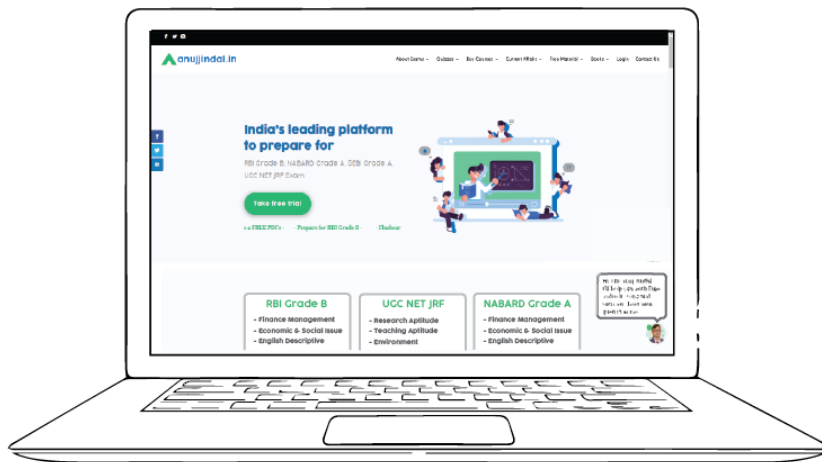 anujjindal.in
About Exams
Quizzes
Buy Courses
Current Affairs
Free Material
Books
Login
Contact Us
India's leading platform
to prepare for
RBI Grade B, NABARD Grade A, SEBI Grade A,
UGC NET JRF Exam
Take free trial
FREE PDFs - Prepare for RBI Grade B -
RBI Grade B
- Finance Management
- Economic & Social Issue
- English Descriptive
UGC NET JRF
- Research Aptitude
- Teaching Aptitude
- Environment
NABARD Grade A
- Finance Management
- Economic & Social Issue
- English Descriptive